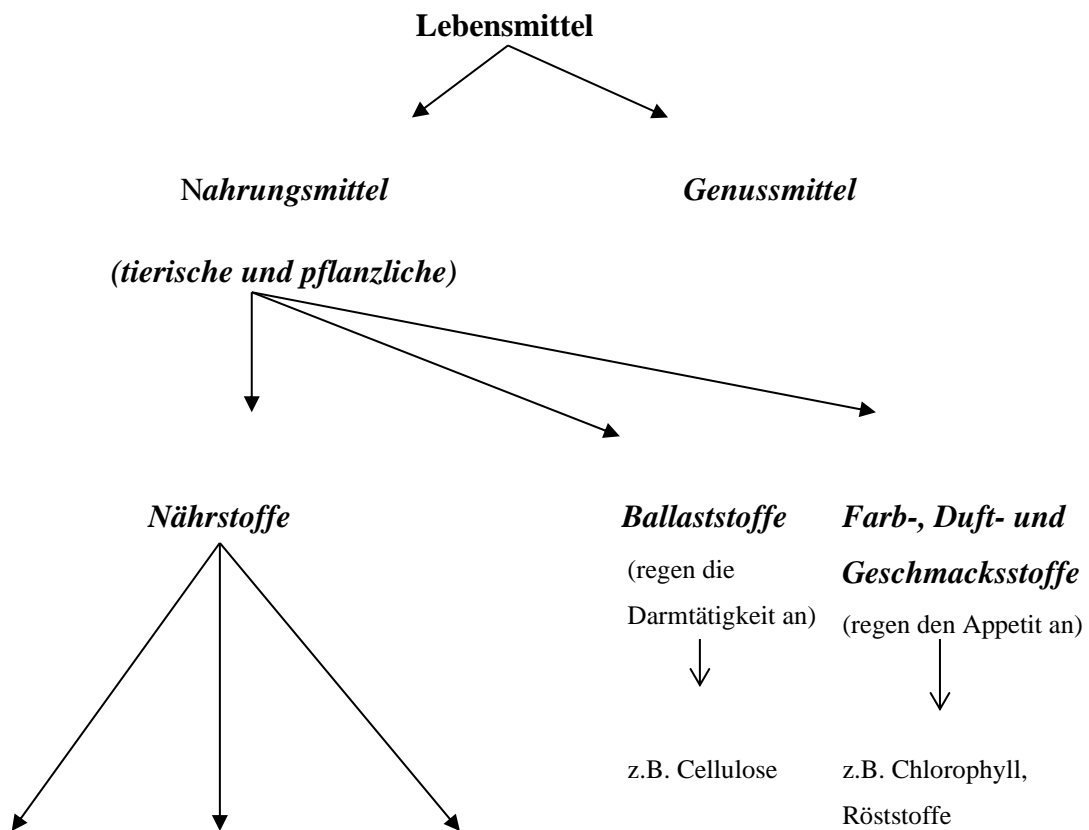 Lebensmittel
Nahrungsmittel Genussmittel
(tierische und pflanzliche)
Nährstoffe
Ballaststoffe
(regen die
Darmtätigkeit an)
z.B. Cellulose
Farb-, Duft- und
Geschmacksstoffe
(regen den Appetit an)
z.B. Chlorophyll,
Röststoffe